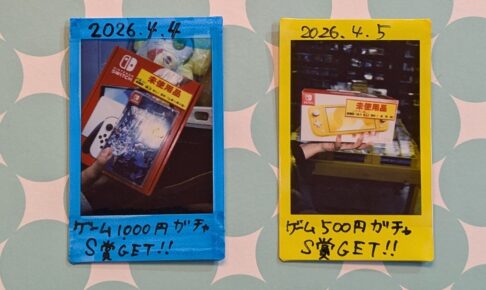 2026.4.4
未使用品
SWITCH
ゲーム1000円ガチャ
S賞GET!!
2026.4.5
未使用品
ゲーム500円ガチャ
S賞GET!!